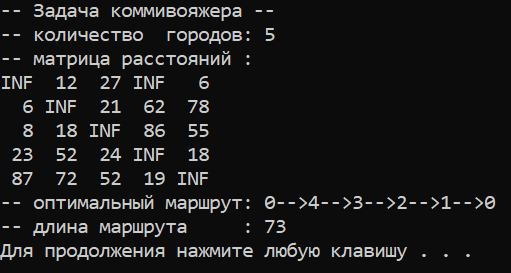 -- Задача коммивояжера --
-- количество  городов: 5
-- матрица расстояний :
INF  12  27 INF   6
  6 INF  21  62  78
  8  18 INF  86  55
 23  52  24 INF  18
 87  72  52  19 INF
-- оптимальный маршрут: 0-->4-->3-->2-->1-->0
-- длина маршрута     : 73
Для продолжения нажмите любую клавишу . . .